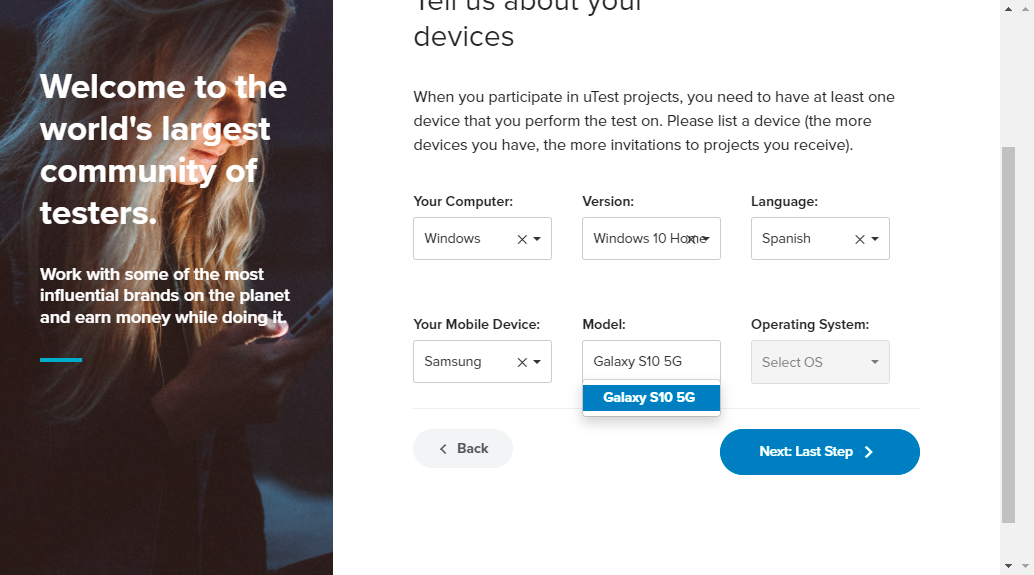 Welcome to the
world's largest
community of
testers.
Work with some of the most
influential brands on the planet
and earn money while doing it.
Tell us about your
devices
When you participate in uTest projects, you need to have at least one
device that you perform the test on. Please list a device (the more
devices you have, the more invitations to projects you receive).
Your Computer: Version: Language:
Windows Windows 10 Home Spanish
Your Mobile Device: Model: Operating System:
Samsung Galaxy S10 5G Select OS
Galaxy S10 5G
Back Next: Last Step